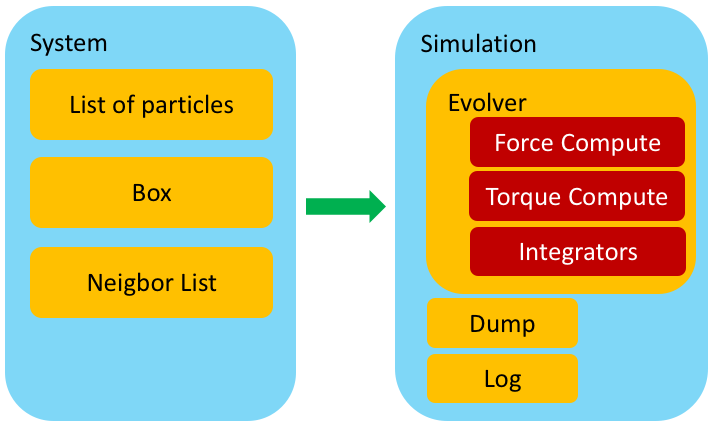 System
List of particles
Box
Neigbor List
Simulation
Evolver
Force Compute
Torque Compute
Integrators
Dump
Log